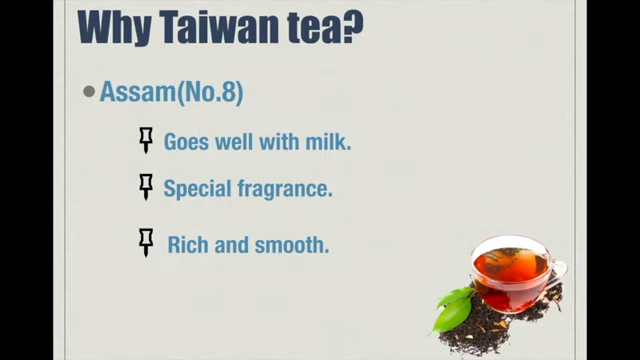 Why Taiwan tea?
Assam(No.8)
Goes well with milk.
Special fragrance.
Rich and smooth.